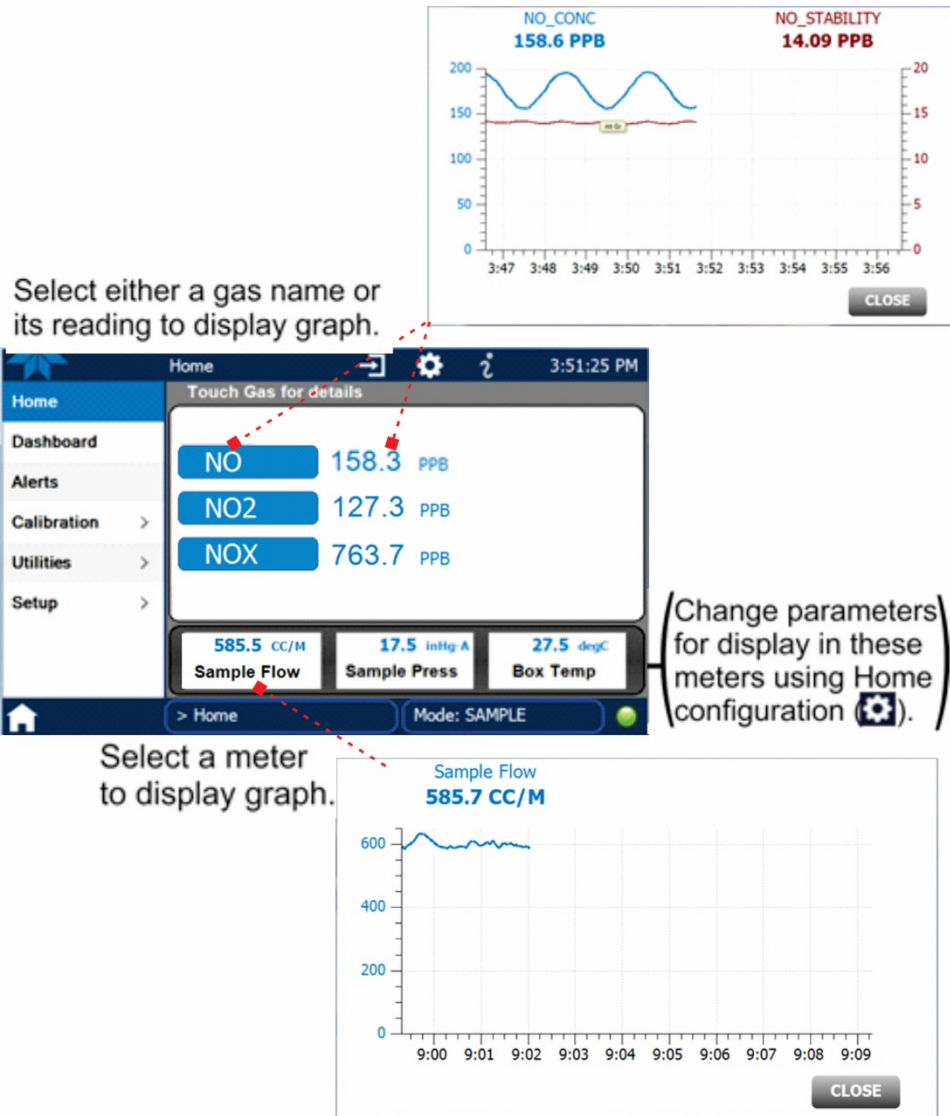 NO_CONC NO_STABILITY
158.6 PPB 14.09 PPB
200 20
150 15
100 10
50 5
0 0
3:47 3:48 3:49 3:50 3:51 3:52 3:53 3:54 3:55 3:56
CLOSE
Select either a gas name or
its reading to display graph.
Home 3:51:25 PM
Touch Gas for details
Home
Dashboard
Alerts
Calibration >
Utilities >
Setup >
NO 158.3 PPB
NO2 127.3 PPB
NOX 763.7 PPB
585.5 CC/M 17.5 inHg-A 27.5 degC
Sample Flow Sample Press Box Temp
> Home Mode: SAMPLE
(Change parameters
for display in these
meters using Home
configuration ( ).)
Select a meter
to display graph.
Sample Flow
585.7 CC/M
600
400
200
0
9:00 9:01 9:02 9:03 9:04 9:05 9:06 9:07 9:08 9:09
CLOSE